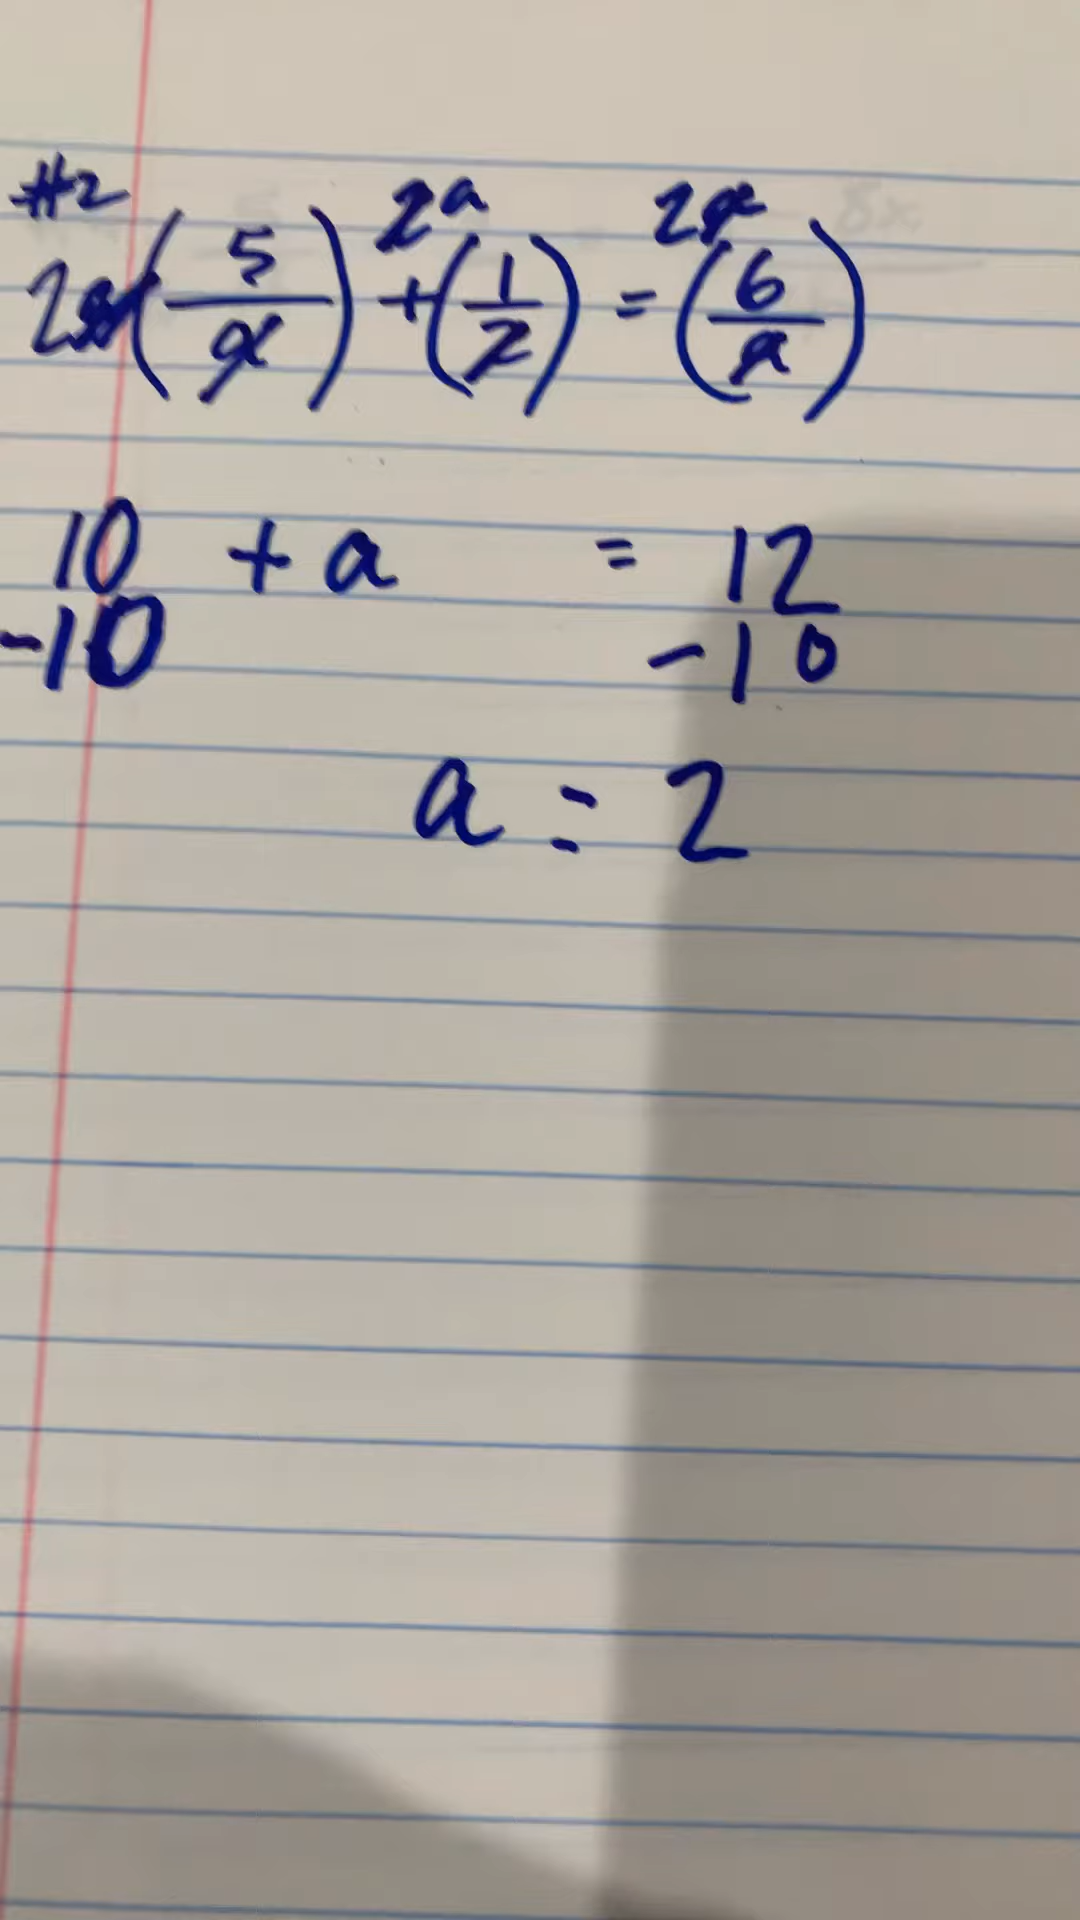 #2
2a(5/a) + 2a(1/2) = 2a(6/a)
10 + a = 12
-10 -10
a = 2